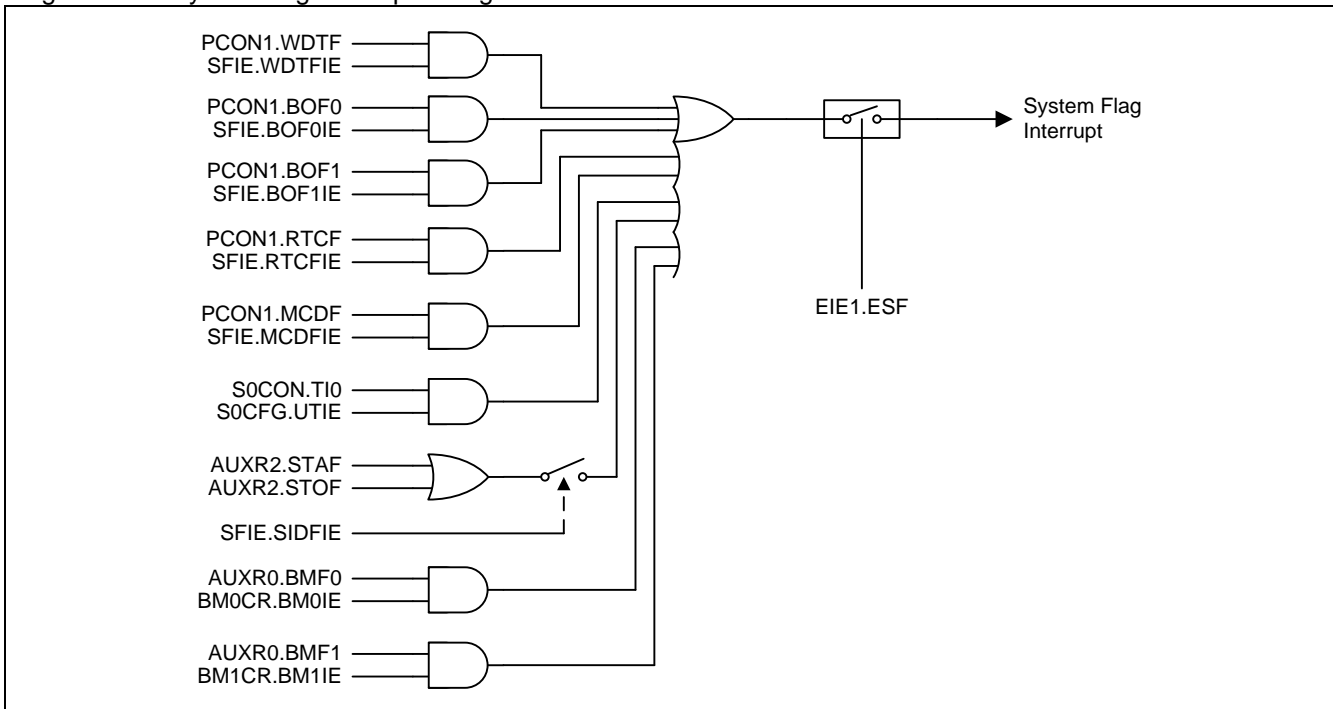 PCON1.WDTF
SFIE.WDTFIE
PCON1.BOF0
SFIE.BOF0IE
PCON1.BOF1
SFIE.BOF1IE
PCON1.RTCF
SFIE.RTCFIE
PCON1.MCDF
SFIE.MCDFIE
S0CON.TI0
S0CFG.UTIE
AUXR2.STAF
AUXR2.STOF
SFIE.SIDFIE
AUXR0.BMF0
BM0CR.BM0IE
AUXR0.BMF1
BM1CR.BM1IE
System Flag
Interrupt
EIE1.ESF